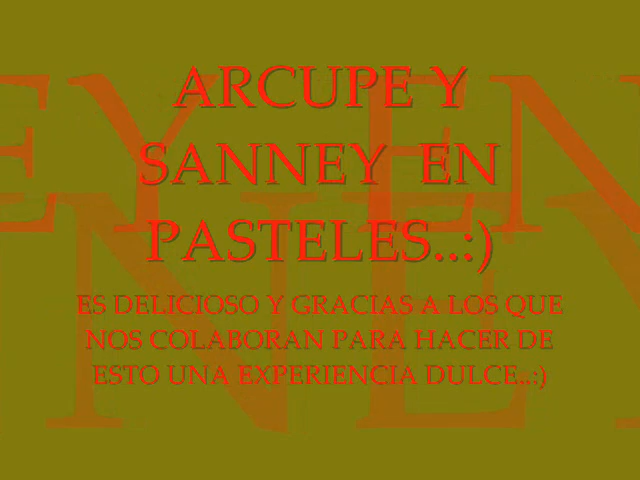 ARCUPE Y
SANNEY EN
PASTELES..:)
ES DELICIOSO Y GRACIAS A LOS QUE
NOS COLABORAN PARA HACER DE
ESTO UNA EXPERIENCIA DULCE..:)